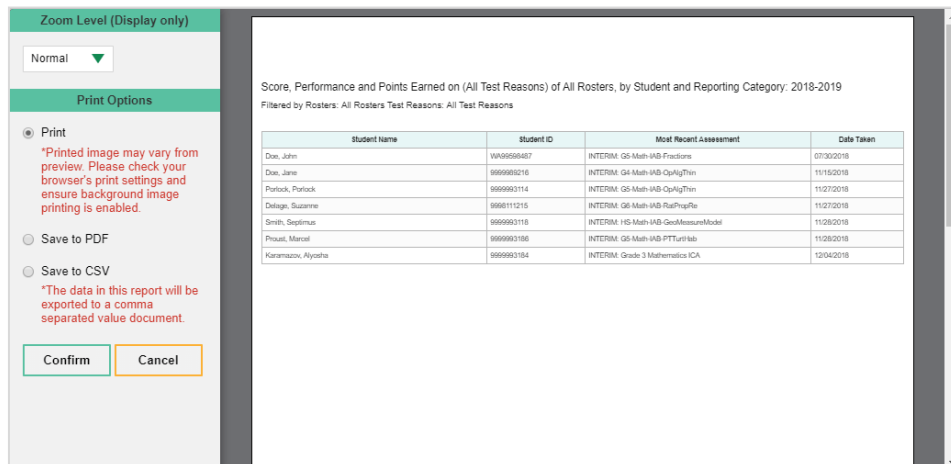 Zoom Level (Display only)
Normal
Print Options
Print
*Printed image may vary from
preview. Please check your
browser's print settings and
ensure background image
printing is enabled.
Save to PDF
Save to CSV
*The data in this report will be
exported to a comma
separated value document.
Confirm Cancel
Score, Performance and Points Earned on (All Test Reasons) of All Rosters, by Student and Reporting Category: 2018-2019
Filtered by Rosters: All Rosters Test Reasons: All Test Reasons
Student Name Student ID Most Recent Assessment Date Taken
Doe, John WA99598467 INTERIM: G5-Math-IAB-Fractions 07/30/2018
Doe, Jane 9999989216 INTERIM: G4-Math-IAB-OpAlgThin 11/15/2018
Porlock, Porlock 9999993114 INTERIM: G5-Math-IAB-OpAlgThin 11/27/2018
Delage, Suzanne 9998111215 INTERIM: G6-Math-IAB-RatPropRe 11/27/2018
Smith, Septimus 9999993118 INTERIM: HS-Math-IAB-GeoMeasureModel 11/28/2018
Proust, Marcel 9999993186 INTERIM: G5-Math-IAB-PTTurtHab 11/28/2018
Karamazov, Alyosha 9999993184 INTERIM: Grade 3 Mathematics ICA 12/04/2018